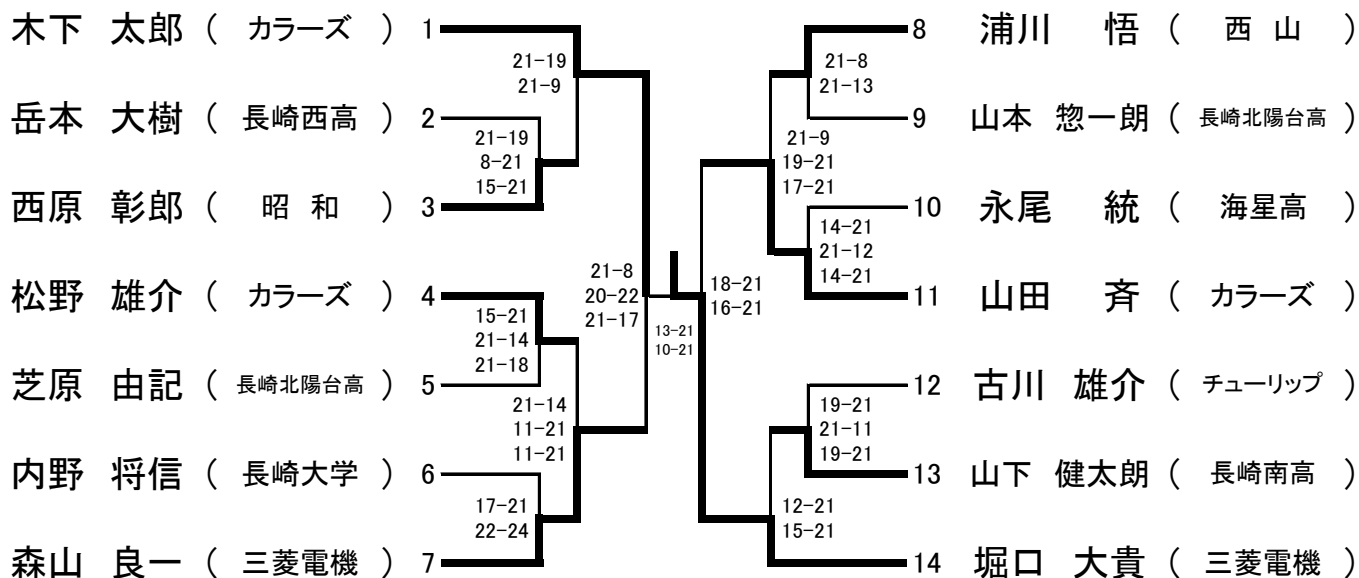 木下 太郎 ( カラーズ ) 1
21-19
21-9
岳本 大樹 ( 長崎西高 ) 2
21-19
8-21
15-21
西原 彰郎 ( 昭 和 ) 3
21-8
20-22
21-17
松野 雄介 ( カラーズ ) 4
15-21
21-14
21-18
芝原 由記 ( 長崎北陽台高 ) 5
21-14
11-21
11-21
内野 将信 ( 長崎大学 ) 6
17-21
22-24
森山 良一 ( 三菱電機 ) 7
13-21
10-21
8 浦川 悟 ( 西 山 )
21-8
21-13
9 山本 惣一朗 ( 長崎北陽台高 )
21-9
19-21
17-21
10 永尾 統 ( 海星高 )
14-21
21-12
14-21
11 山田 斉 ( カラーズ )
18-21
16-21
12 古川 雄介 ( チューリップ )
19-21
21-11
19-21
13 山下 健太朗 ( 長崎南高 )
12-21
15-21
14 堀口 大貴 ( 三菱電機 )